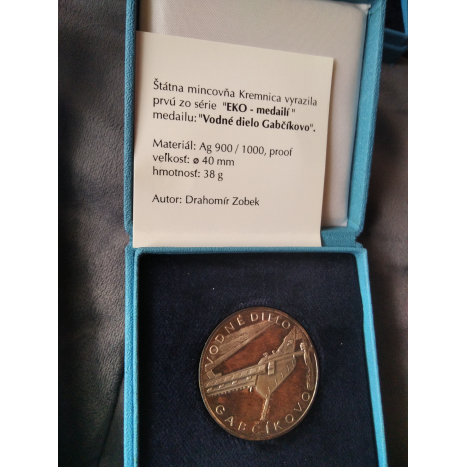 Štátna mincovňa Kremnica vyrazila
prvú zo série "EKO - medailí"
medailu: "Vodné dielo Gabčíkovo".
Materiál: Ag 900 / 1000, proof
veľkosť: ø 40 mm
hmotnosť: 38 g
Autor: Drahomír Zobek
VODNÉ DIELO
GABČÍKOVO